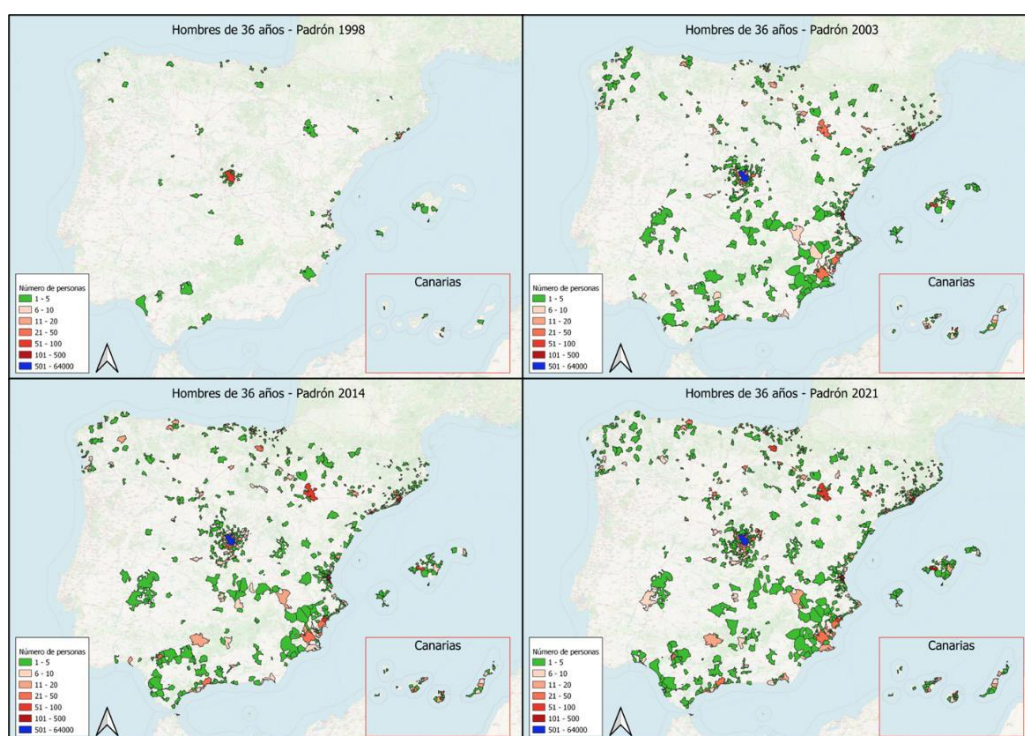 Hombres de 36 años - Padrón 1998
Canarias
Número de personas
1 - 5
6 - 10
11 - 20
21 - 50
51 - 100
101 - 500
501 - 64000
Hombres de 36 años - Padrón 2003
Canarias
Número de personas
1 - 5
6 - 10
11 - 20
21 - 50
51 - 100
101 - 500
501 - 64000
Hombres de 36 años - Padrón 2014
Canarias
Número de personas
1 - 5
6 - 10
11 - 20
21 - 50
51 - 100
101 - 500
501 - 64000
Hombres de 36 años - Padrón 2021
Canarias
Número de personas
1 - 5
6 - 10
11 - 20
21 - 50
51 - 100
101 - 500
501 - 64000